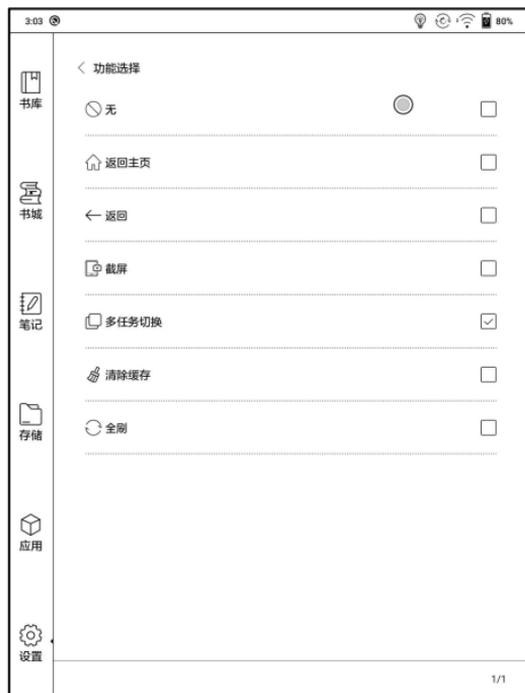 3:03
80%
功能选择
无
返回主页
返回
截屏
多任务切换
清除缓存
全刷
书库
书城
笔记
存储
应用
设置
1/1